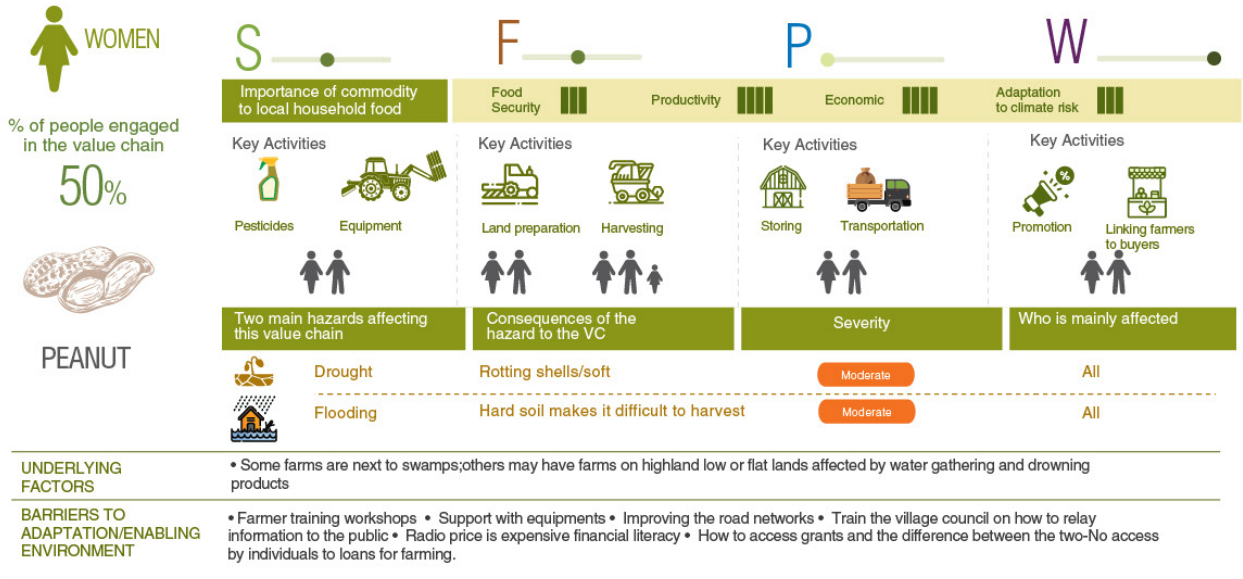 WOMEN
% of people engaged
in the value chain
50%
PEANUT
S
F
P
W
Importance of commodity
to local household food
Food
Security
Productivity
Economic
Adaptation
to climate risk
Key Activities
Pesticides
Equipment
Key Activities
Land preparation
Harvesting
Key Activities
Storing
Transportation
Key Activities
%
Promotion
Linking farmers
to buyers
Two main hazards affecting
this value chain
Consequences of the
hazard to the VC
Severity
Who is mainly affected
Drought
Rotting shells/soft
Moderate
All
Flooding
Hard soil makes it difficult to harvest
Moderate
All
UNDERLYING
FACTORS
• Some farms are next to swamps;others may have farms on highland low or flat lands affected by water gathering and drowning
products
BARRIERS TO
ADAPTATION/ENABLING
ENVIRONMENT
• Farmer training workshops • Support with equipments • Improving the road networks • Train the village council on how to relay
information to the public • Radio price is expensive financial literacy • How to access grants and the difference between the two-No access
by individuals to loans for farming.